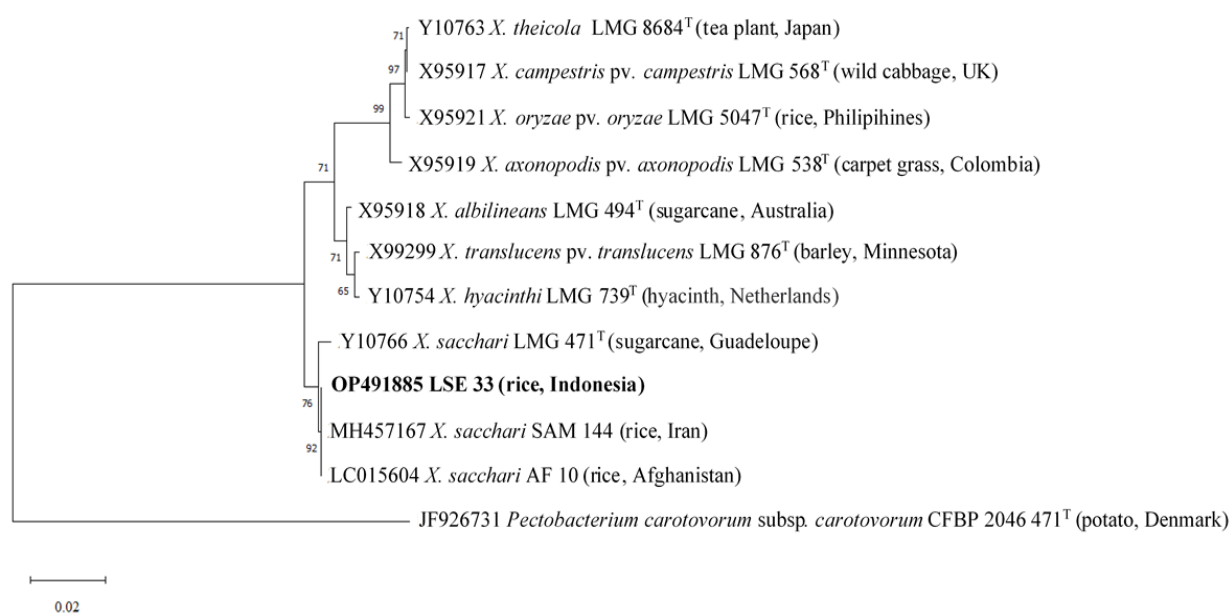 71
Y10763 X. theicola LMG 8684ᵀ (tea plant, Japan)
97
X95917 X. campestris pv. campestris LMG 568ᵀ (wild cabbage, UK)
99
X95921 X. oryzae pv. oryzae LMG 5047ᵀ (rice, Philipihines)
71
X95919 X. axonopodis pv. axonopodis LMG 538ᵀ (carpet grass, Colombia)
X95918 X. albilineans LMG 494ᵀ (sugarcane, Australia)
71
X99299 X. translucens pv. translucens LMG 876ᵀ (barley, Minnesota)
65
Y10754 X. hyacinthi LMG 739ᵀ (hyacinth, Netherlands)
Y10766 X. sacchari LMG 471ᵀ (sugarcane, Guadeloupe)
OP491885 LSE 33 (rice, Indonesia)
76
MH457167 X. sacchari SAM 144 (rice, Iran)
92
LC015604 X. sacchari AF 10 (rice, Afghanistan)
JF926731 Pectobacterium carotovorum subsp. carotovorum CFBP 2046 471ᵀ (potato, Denmark)
0.02